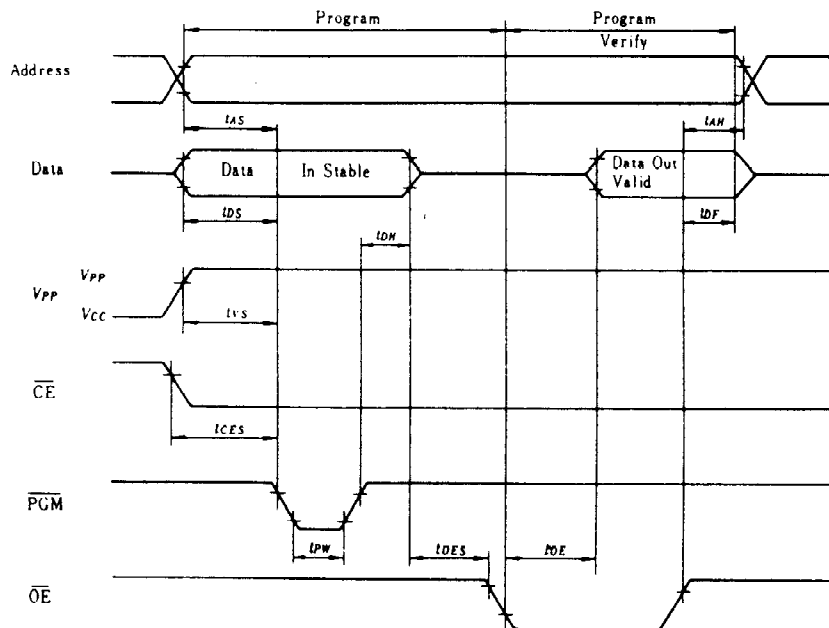 Program Program
Verify
Address
tAS tAH
Data Data In Stable Data Out
Valid
tDS tDH tDF
VPP VPP
VCC
tVS
CE
tCES
PGM
tPW tOES tOE
OE